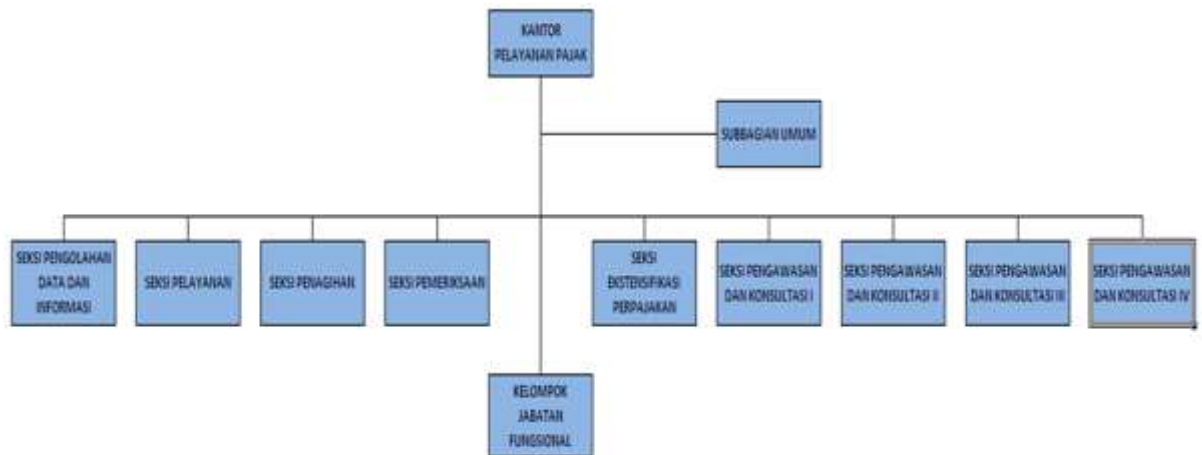 KANTOR
PELAYANAN PAJAK
SUBBAGIAN UMUM
SEKSI PENGOLAHAN
DATA DAN
INFORMASI
SEKSI PELAYANAN
SEKSI PENAGIHAN
SEKSI PEMERIKSAAN
SEKSI
EKSTENSIFIKASI
PERPAJAKAN
SEKSI PENGAWASAN
DAN KONSULTASI I
SEKSI PENGAWASAN
DAN KONSULTASI II
SEKSI PENGAWASAN
DAN KONSULTASI III
SEKSI PENGAWASAN
DAN KONSULTASI IV
KELOMPOK
JABATAN
FUNGSIONAL